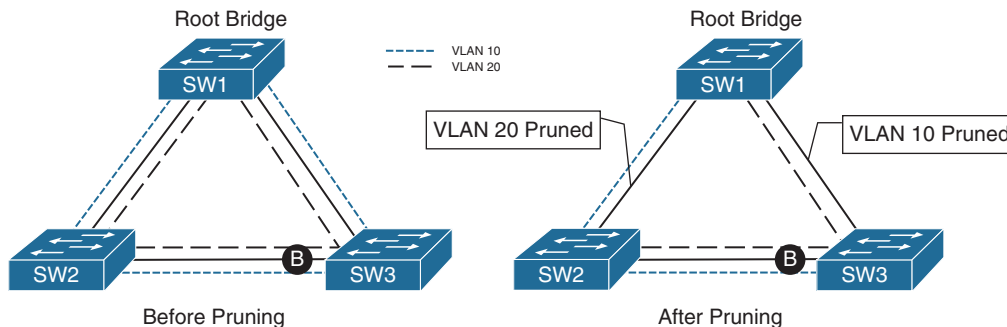 Root Bridge
SW1
SW2
B
SW3
Before Pruning
VLAN 10
VLAN 20
Root Bridge
SW1
VLAN 20 Pruned
VLAN 10 Pruned
SW2
B
SW3
After Pruning